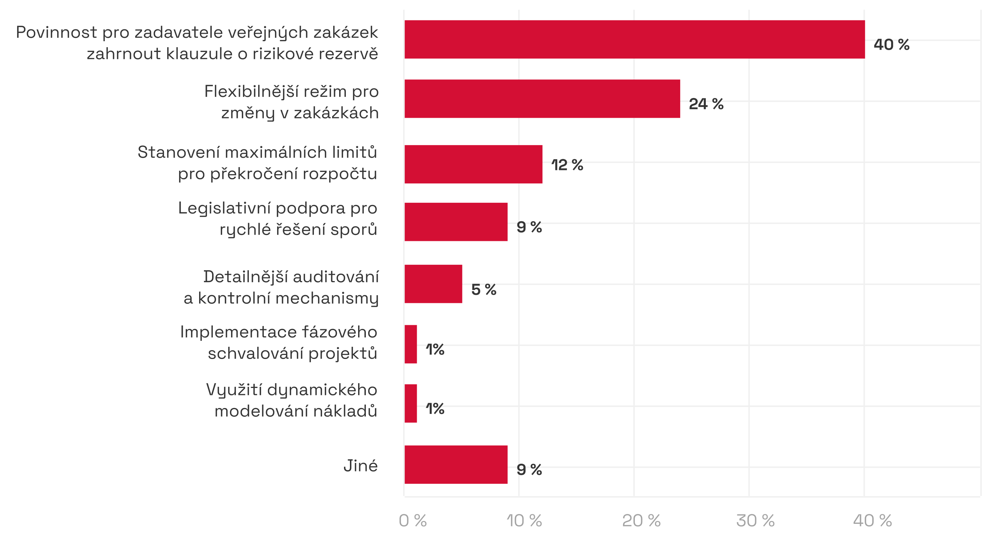 Povinnost pro zadavatele veřejných zakázek
zahrnout klauzule o rizikové rezervě
40 %
Flexibilnější režim pro
změny v zakázkách
24 %
Stanovení maximálních limitů
pro překročení rozpočtu
12 %
Legislativní podpora pro
rychlé řešení sporů
9 %
Detailnější auditování
a kontrolní mechanismy
5 %
Implementace fázového
schvalování projektů
1%
Využití dynamického
modelování nákladů
1%
Jiné
9 %
0 % 10 % 20 % 30 % 40 %